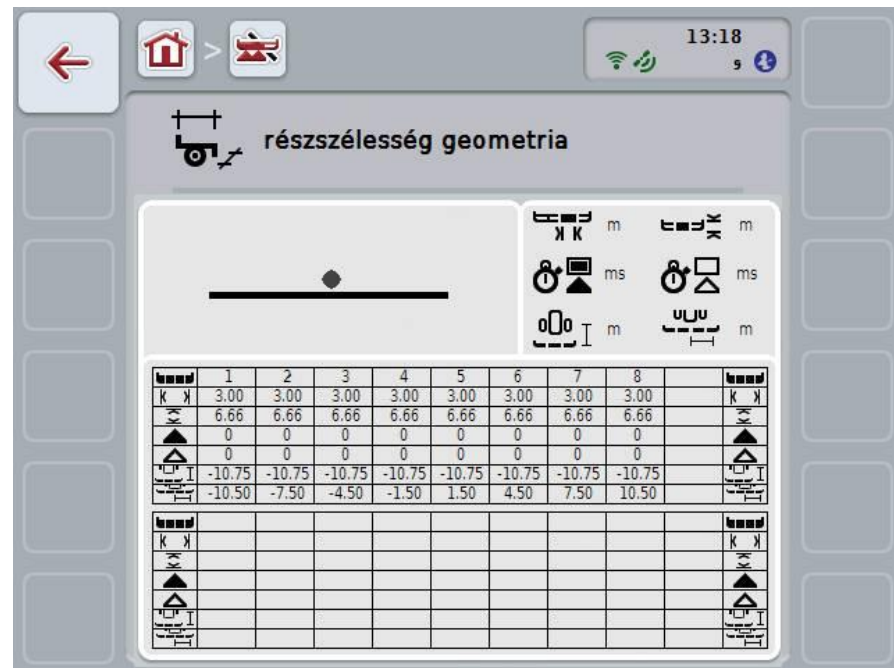 13:18
9
részszélesség geometria
m m
ms ms
m m
1 2 3 4 5 6 7 8
3.00 3.00 3.00 3.00 3.00 3.00 3.00 3.00
6.66 6.66 6.66 6.66 6.66 6.66 6.66 6.66
0 0 0 0 0 0 0 0
0 0 0 0 0 0 0 0
-10.75 -10.75 -10.75 -10.75 -10.75 -10.75 -10.75 -10.75
-10.50 -7.50 -4.50 -1.50 1.50 4.50 7.50 10.50